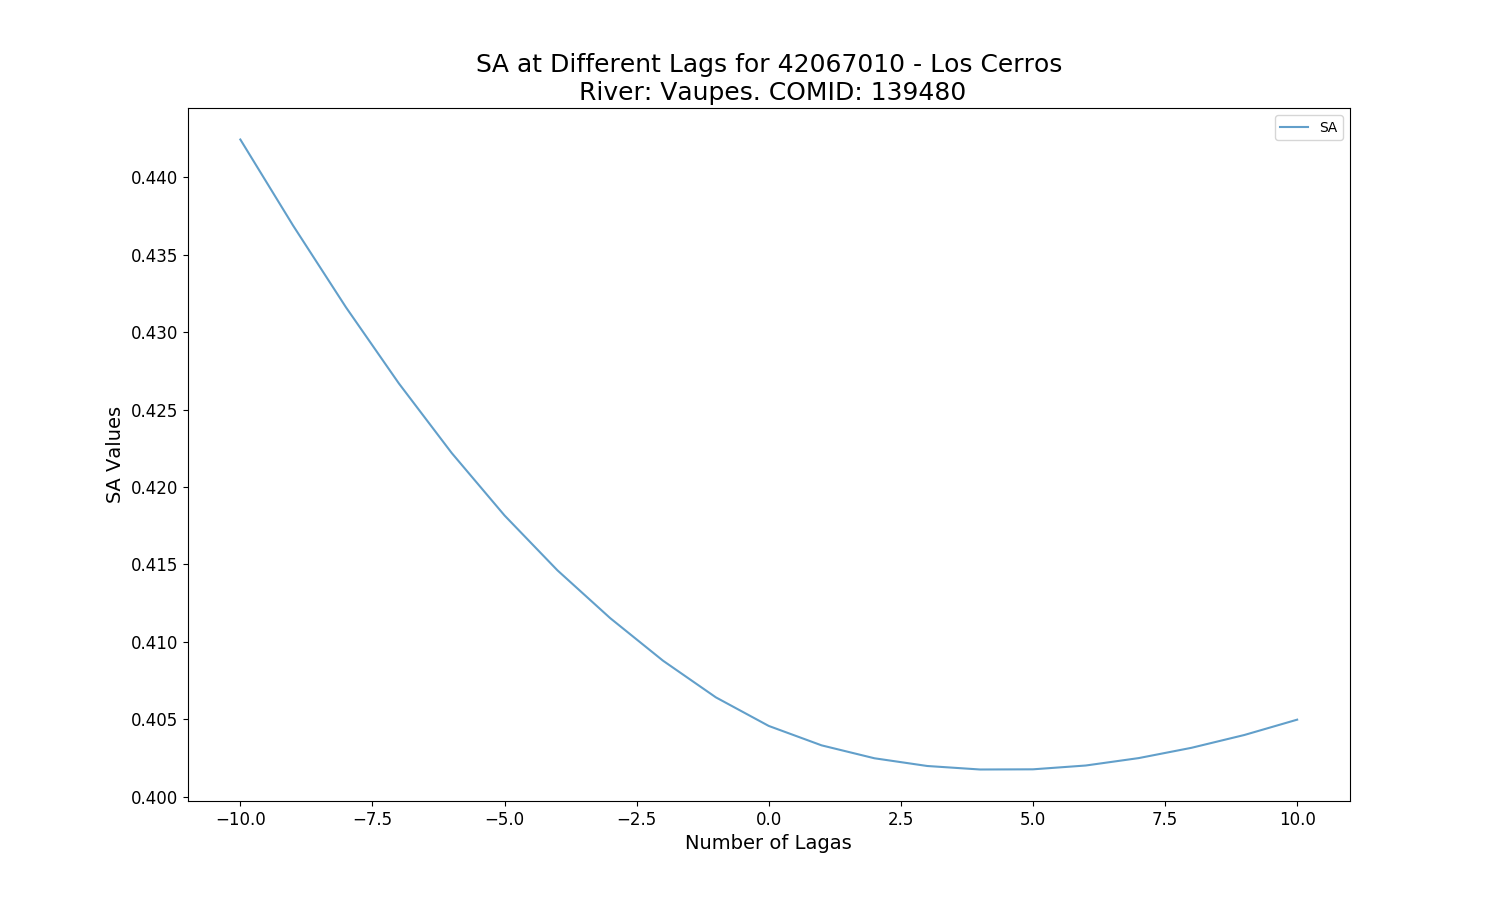 SA at Different Lags for 42067010 - Los Cerros
River: Vaupes. COMID: 139480
SA
0.440
0.435
0.430
0.425
0.420
0.415
0.410
0.405
0.400
SA Values
−10.0 −7.5 −5.0 −2.5 0.0 2.5 5.0 7.5 10.0
Number of Lagas